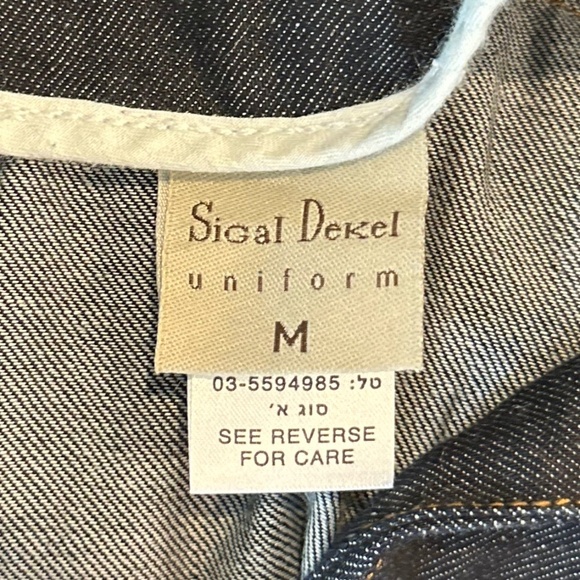 Sigal Dekel
uniform
M
טל: 03-5594985
סוג א'
SEE REVERSE
FOR CARE